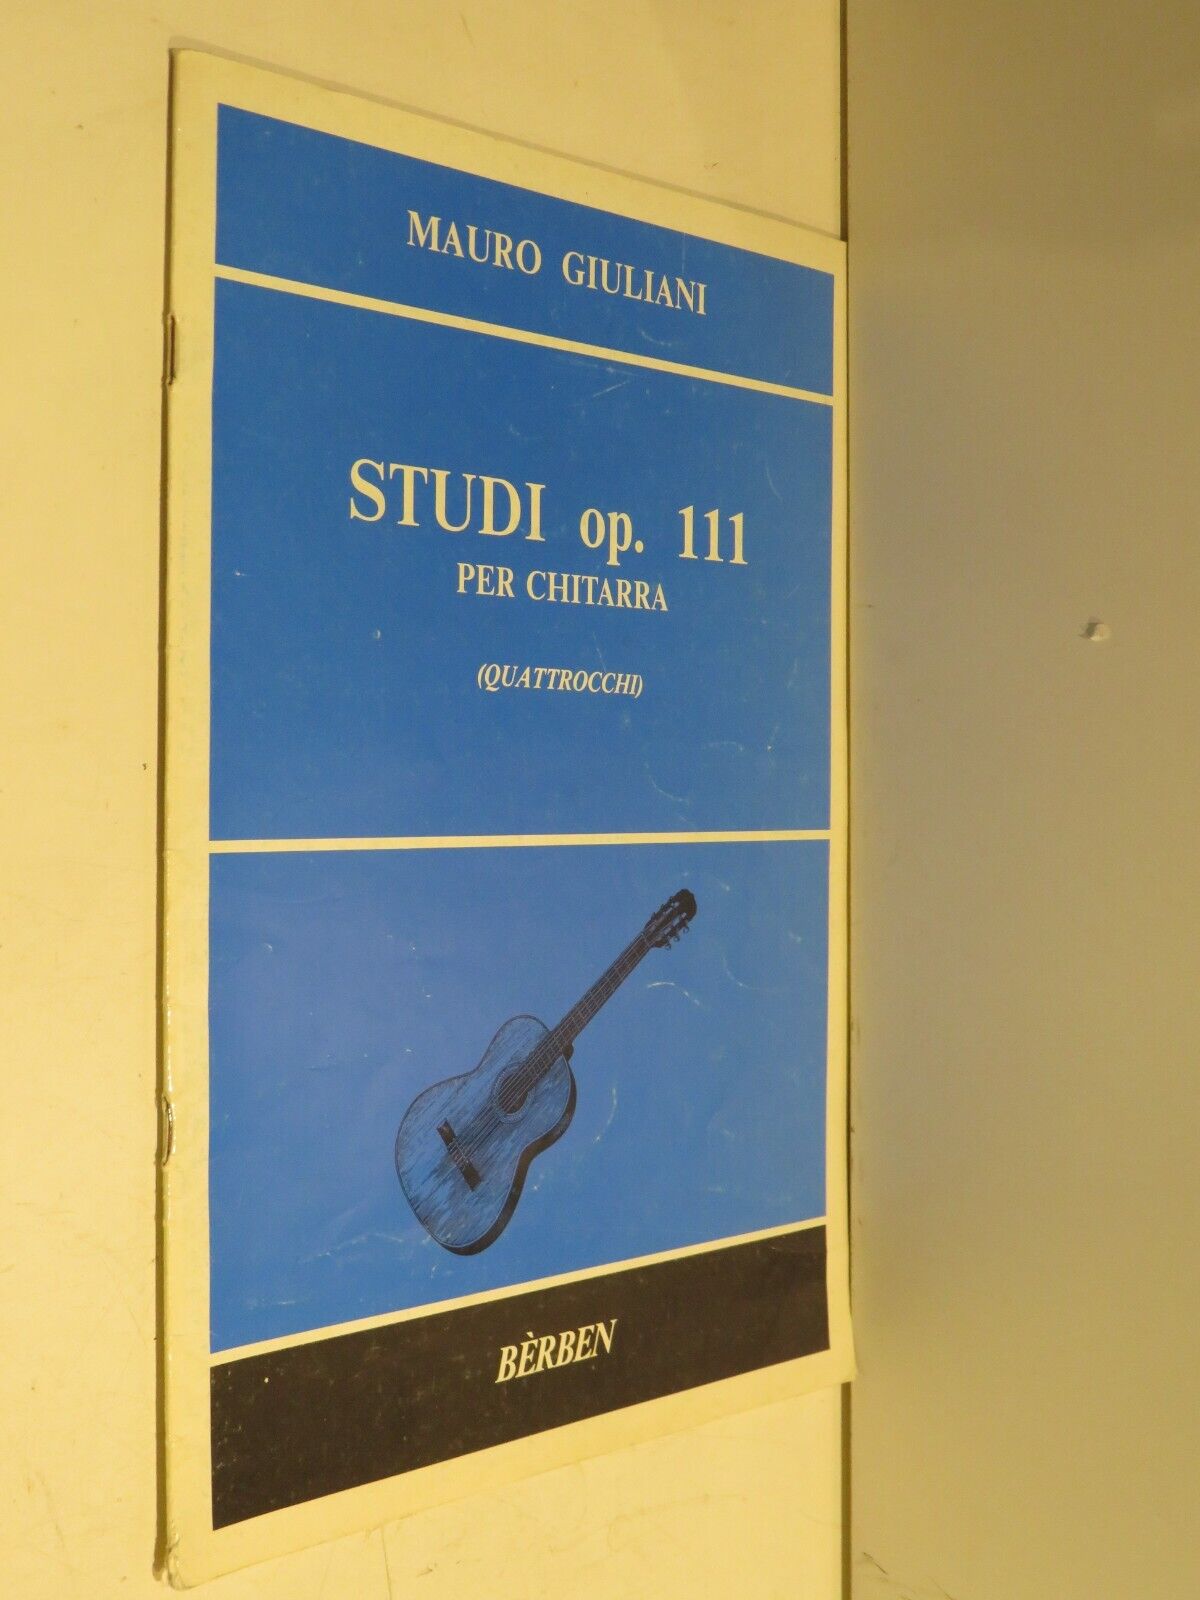 MAURO GIULIANI
STUDI op. 111
PER CHITARRA
(QUATTROCCHI)
BÈRBEN